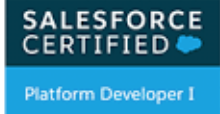 SALESFORCE
CERTIFIED
Platform Developer I